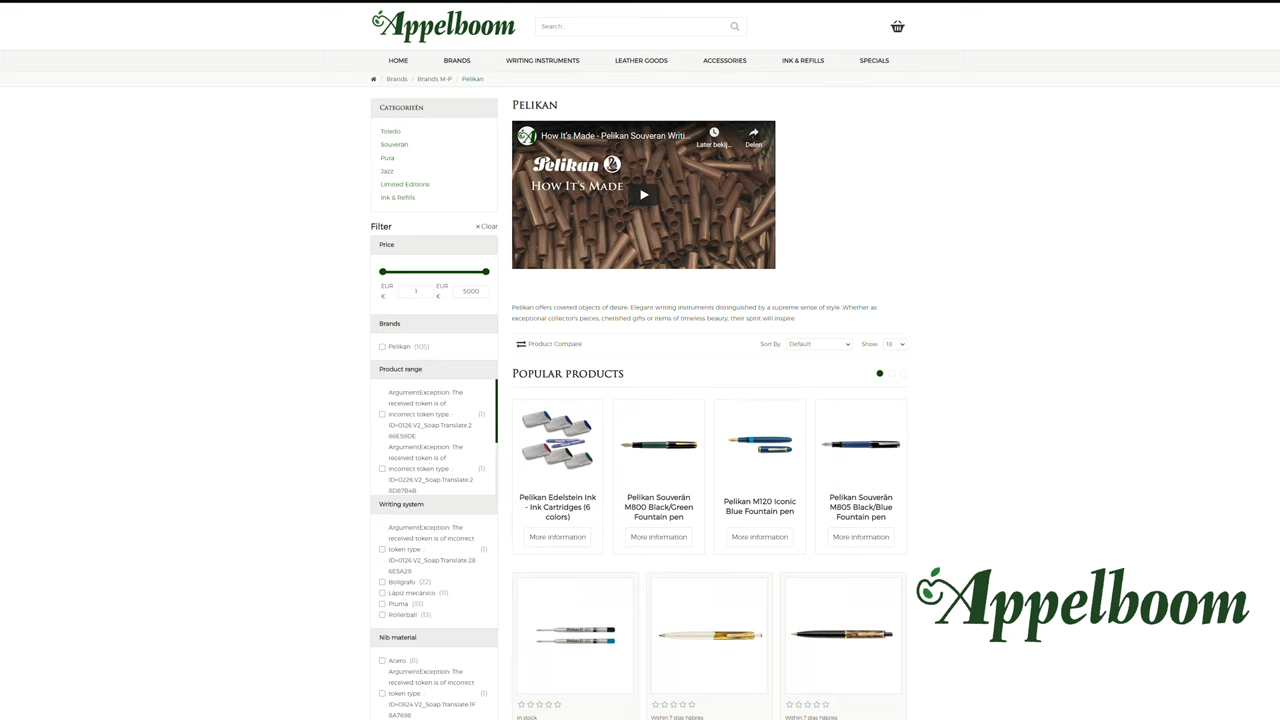 Appelboom
Search..
HOME
BRANDS
WRITING INSTRUMENTS
LEATHER GOODS
ACCESSORIES
INK & REFILLS
SPECIALS
/ Brands / Brands M-P / Pelikan
Categorieën
Toledo
Souverän
Pura
Jazz
Limited Editions
Ink & Refills
Filter
×Clear
Price
EUR €
1
EUR €
5000
Brands
Pelikan (105)
Product range
ArgumentException: The
received token is of
incorrect token type. : (1)
ID=0126.V2_Soap.Translate.2
86E59DE
ArgumentException: The
received token is of
incorrect token type. : (1)
ID=0226.V2_Soap.Translate.2
8D87B4B
Writing system
ArgumentException: The
received token is of incorrect
token type. : (1)
ID=0126.V2_Soap.Translate.28
6E5A29
Bolígrafo (22)
Lápiz mecánico (11)
Pluma (33)
Rollerball (13)
Nib material
Acero (8)
ArgumentException: The
received token is of incorrect
token type. : (1)
ID=0824.V2_Soap.Translate.1F
8A7698
Pelikan
How It's Made - Pelikan Souveran Writi...
Later bekij...
Delen
Pelikan
How It's Made
Pelikan offers coveted objects of desire: Elegant writing instruments distinguished by a supreme sense of style. Whether as
exceptional collector's pieces, cherished gifts or items of timeless beauty, their spirit will inspire.
Product Compare
Sort By:
Default
Show:
18
Popular products
Pelikan Edelstein Ink
- Ink Cartridges (6
colors)
More information
Pelikan Souverän
M800 Black/Green
Fountain pen
More information
Pelikan M120 Iconic
Blue Fountain pen
More information
Pelikan Souverän
M805 Black/Blue
Fountain pen
More information
In stock
Within 7 días hábiles
Within 7 días hábiles
Appelboom